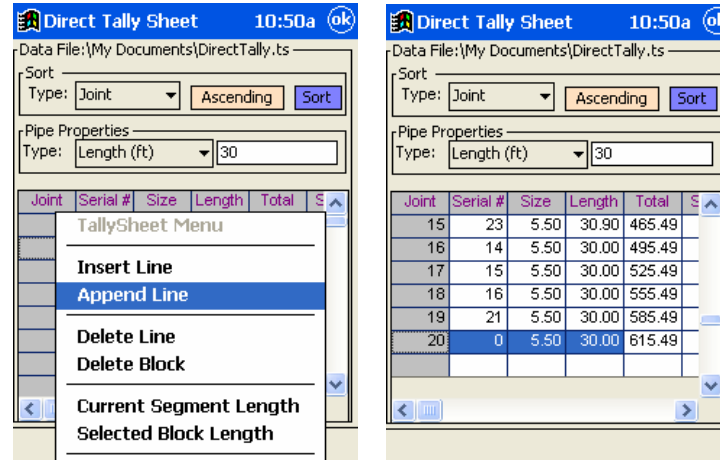 Direct Tally Sheet 10:50a ok
Data File:\My Documents\DirectTally.ts
Sort
Type: Joint Ascending Sort
Pipe Properties
Type: Length (ft) 30
Joint Serial # Size Length Total S
TallySheet Menu
Insert Line
Append Line
Delete Line
Delete Block
Current Segment Length
Selected Block Length
Direct Tally Sheet 10:50a
Data File:\My Documents\DirectTally.ts
Sort
Type: Joint Ascending Sort
Pipe Properties
Type: Length (ft) 30
Joint Serial # Size Length Total S
15 23 5.50 30.90 465.49
16 14 5.50 30.00 495.49
17 15 5.50 30.00 525.49
18 16 5.50 30.00 555.49
19 21 5.50 30.00 585.49
20 0 5.50 30.00 615.49